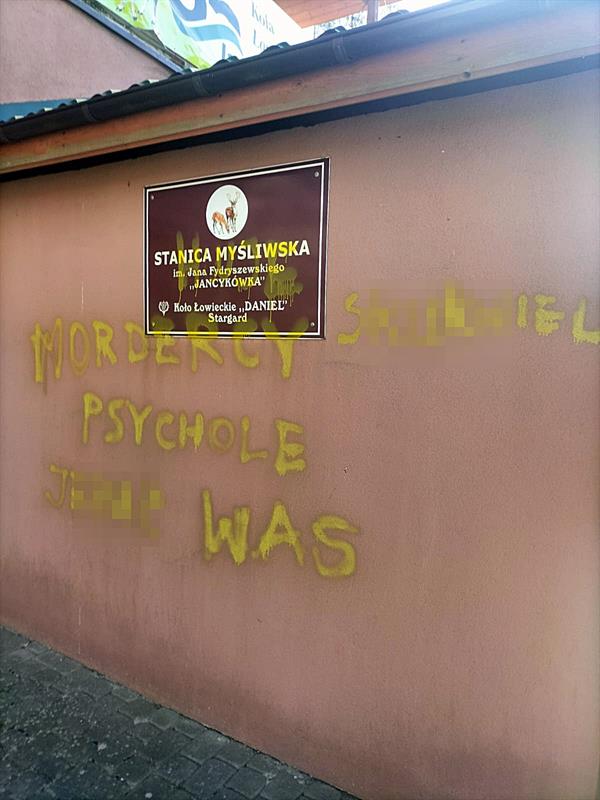 STANICA MYŚLIWSKA
im. Jana Fydryszewskiego
,,JANCYKÓWKA"
Koło Łowieckie ,,DANIEL"
Stargard
MORDERCY
PSYCHOLE
WAS